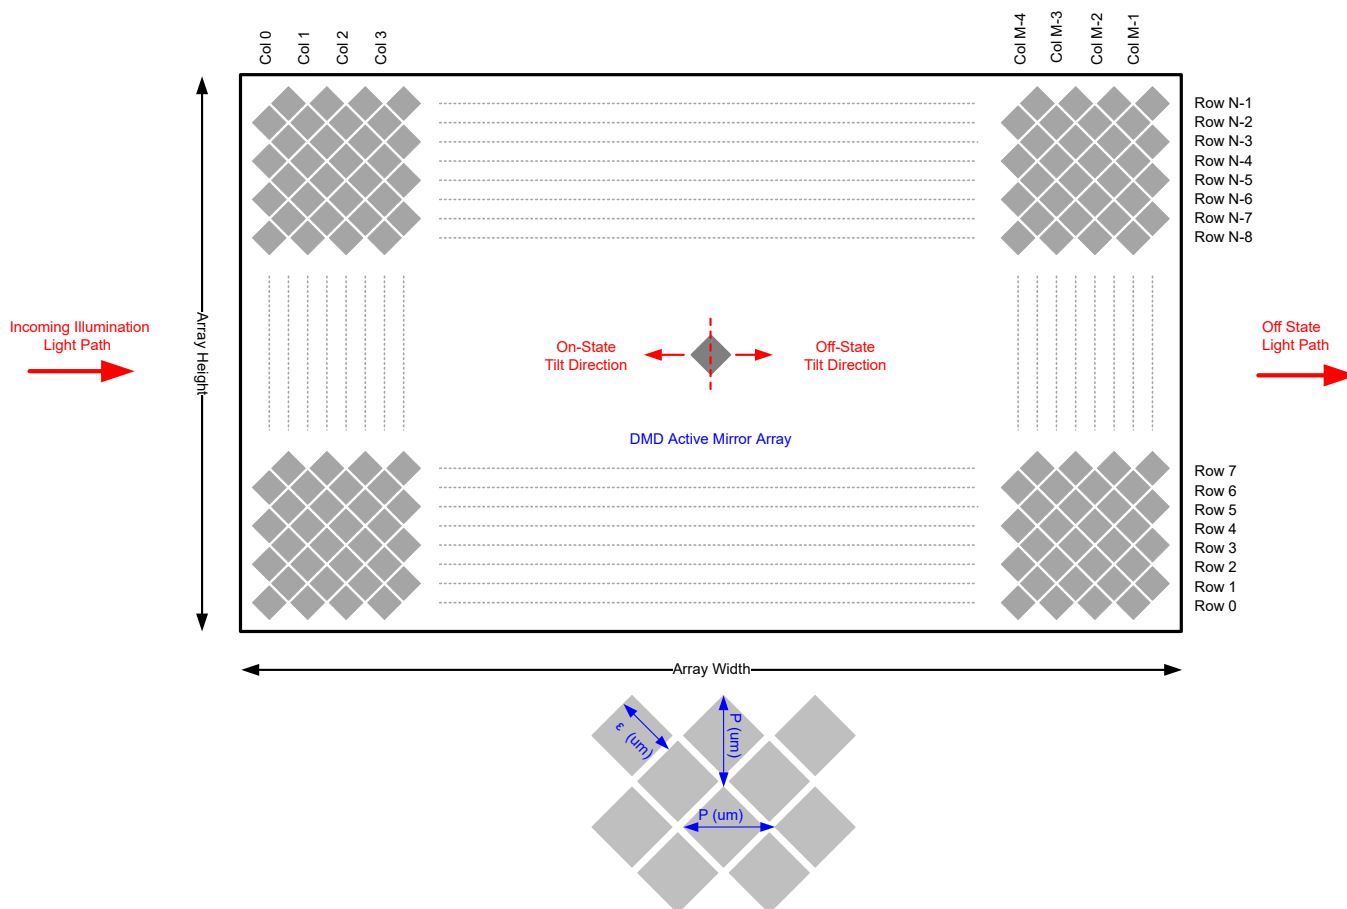 Col 0
Col 1
Col 2
Col 3
Col M-4
Col M-3
Col M-2
Col M-1
Row N-1
Row N-2
Row N-3
Row N-4
Row N-5
Row N-6
Row N-7
Row N-8
Incoming Illumination
Light Path
Array Height
On-State
Tilt Direction
Off-State
Tilt Direction
Off State
Light Path
DMD Active Mirror Array
Row 7
Row 6
Row 5
Row 4
Row 3
Row 2
Row 1
Row 0
Array Width
ε (um)
P (um)
P (um)